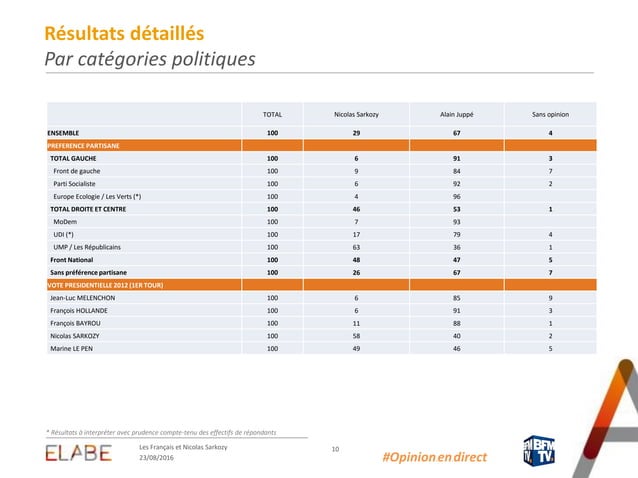 Résultats détaillés
Par catégories politiques
TOTAL Nicolas Sarkozy Alain Juppé Sans opinion
ENSEMBLE 100 29 67 4
PREFERENCE PARTISANE
TOTAL GAUCHE 100 6 91 3
Front de gauche 100 9 84 7
Parti Socialiste 100 6 92 2
Europe Ecologie / Les Verts (*) 100 4 96
TOTAL DROITE ET CENTRE 100 46 53 1
MoDem 100 7 93
UDI (*) 100 17 79 4
UMP / Les Républicains 100 63 36 1
Front National 100 48 47 5
Sans préférence partisane 100 26 67 7
VOTE PRESIDENTIELLE 2012 (1ER TOUR)
Jean-Luc MELENCHON 100 6 85 9
François HOLLANDE 100 6 91 3
François BAYROU 100 11 88 1
Nicolas SARKOZY 100 58 40 2
Marine LE PEN 100 49 46 5
* Résultats à interpréter avec prudence compte-tenu des effectifs de répondants
ELABE
Les Français et Nicolas Sarkozy
23/08/2016
10
#Opinionendirect
BFM
TV.